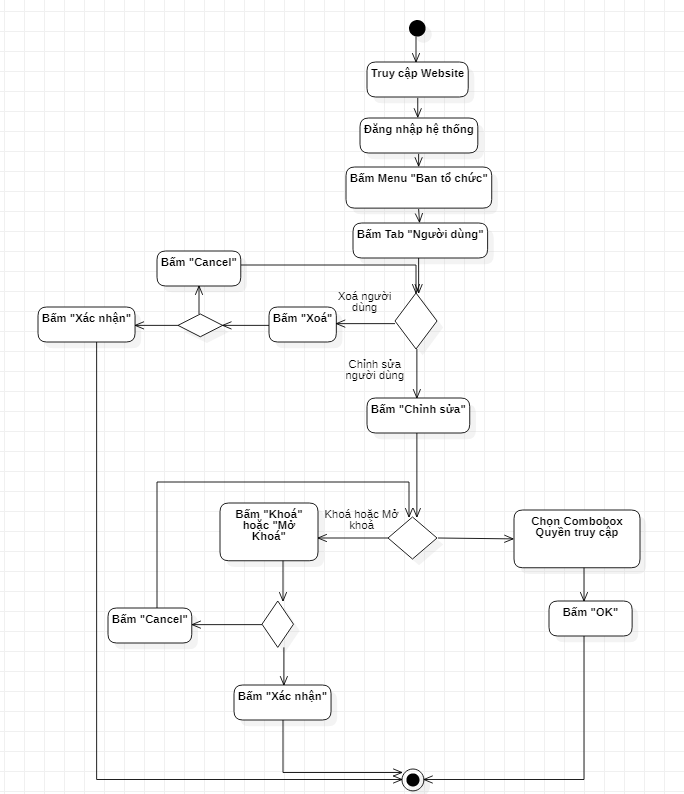 Truy cập Website
Đăng nhập hệ thống
Bấm Menu "Ban tổ chức"
Bấm Tab "Người dùng"
Bấm "Cancel"
Xoá người
dùng
Bấm "Xác nhận"
Bấm "Xoá"
Chỉnh sửa
người dùng
Bấm "Chỉnh sửa"
Bấm "Khoá"
hoặc "Mở
Khoá"
Khoá hoặc Mở
khoả
Chọn Combobox
Quyền truy cập
Bấm "Cancel"
Bấm "OK"
Bấm "Xác nhận"